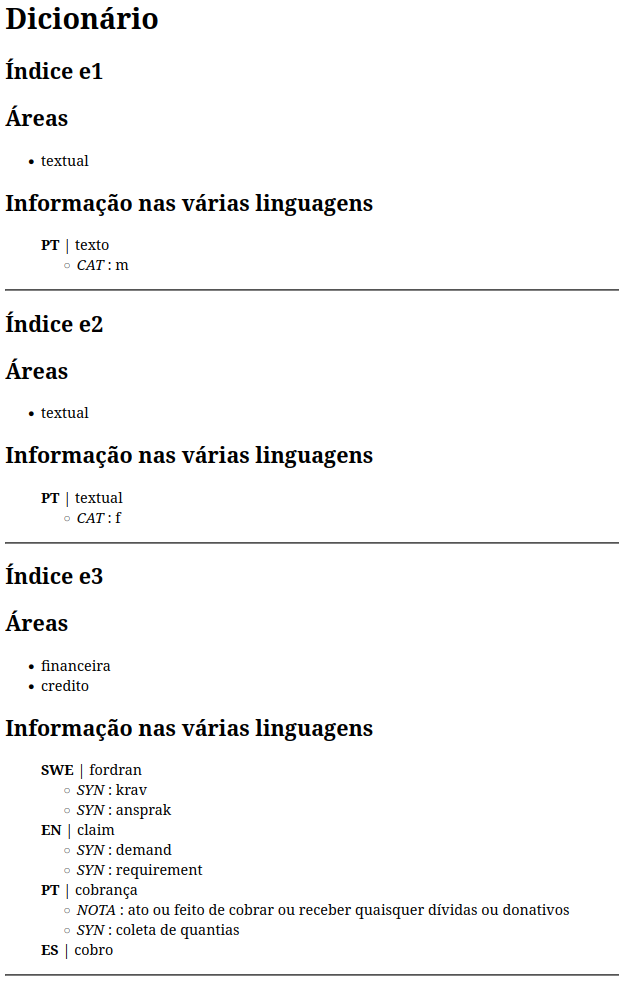 Dicionário
Índice e1
Áreas
• textual
Informação nas várias linguagens
PT | texto
○ CAT : m
Índice e2
Áreas
• textual
Informação nas várias linguagens
PT | textual
○ CAT : f
Índice e3
Áreas
• financeira
• credito
Informação nas várias linguagens
SWE | fordran
○ SYN : krav
○ SYN : ansprak
EN | claim
○ SYN : demand
○ SYN : requirement
PT | cobrança
○ NOTA : ato ou feito de cobrar ou receber quaisquer dívidas ou donativos
○ SYN : coleta de quantias
ES | cobro